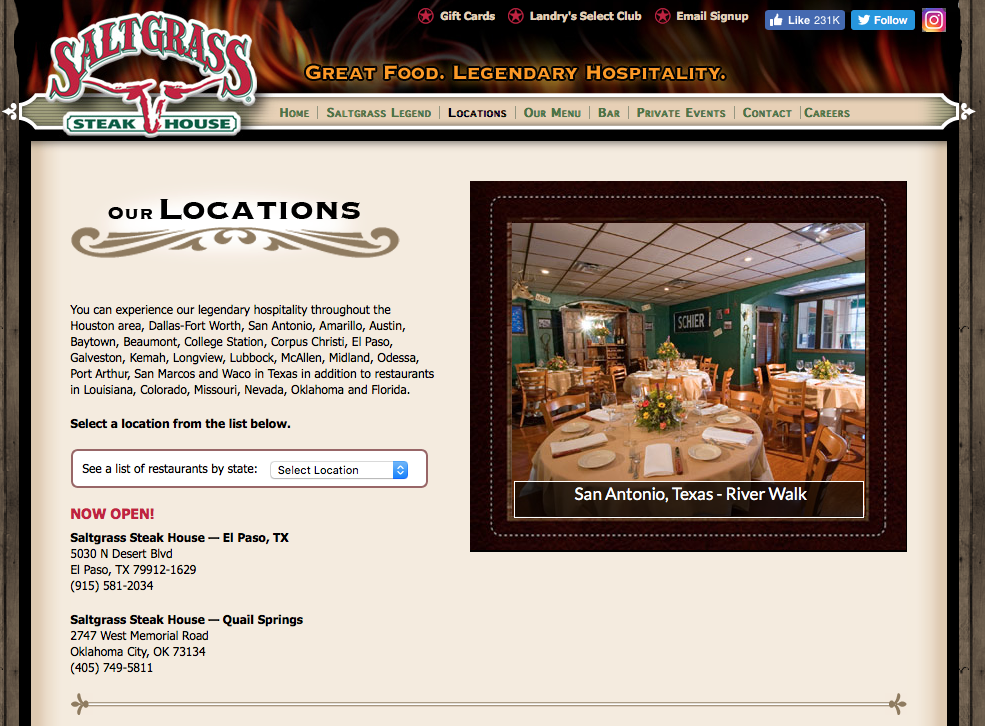 Gift Cards
Landry's Select Club
Email Signup
Like 231K
Follow
SALTGRASS
STEAK HOUSE
GREAT FOOD. LEGENDARY HOSPITALITY.
HOME
SALTGRASS LEGEND
LOCATIONS
OUR MENU
BAR
PRIVATE EVENTS
CONTACT
CAREERS
OUR LOCATIONS
SCHIER
San Antonio, Texas - River Walk
You can experience our legendary hospitality throughout the
Houston area, Dallas-Fort Worth, San Antonio, Amarillo, Austin,
Baytown, Beaumont, College Station, Corpus Christi, El Paso,
Galveston, Kemah, Longview, Lubbock, McAllen, Midland, Odessa,
Port Arthur, San Marcos and Waco in Texas in addition to restaurants
in Louisiana, Colorado, Missouri, Nevada, Oklahoma and Florida.
Select a location from the list below.
See a list of restaurants by state: Select Location
NOW OPEN!
Saltgrass Steak House — El Paso, TX
5030 N Desert Blvd
El Paso, TX 79912-1629
(915) 581-2034
Saltgrass Steak House — Quail Springs
2747 West Memorial Road
Oklahoma City, OK 73134
(405) 749-5811